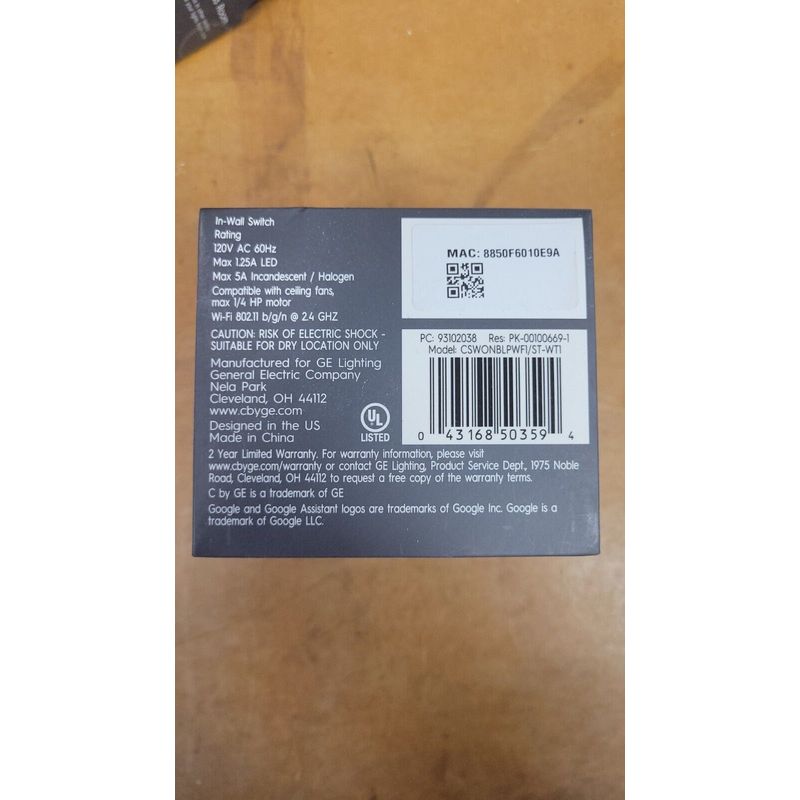 In-Wall Switch
Rating
120V AC 60Hz
Max 1.25A LED
Max 5A Incandescent / Halogen
Compatible with ceiling fans,
max 1/4 HP motor
Wi-Fi 802.11 b/g/n @ 2.4 GHZ
CAUTION: RISK OF ELECTRIC SHOCK -
SUITABLE FOR DRY LOCATION ONLY
Manufactured for GE Lighting
General Electric Company
Nela Park
Cleveland, OH 44112
www.cbyge.com
Designed in the US
Made in China
UL
LISTED
MAC: 8850F6010E9A
PC: 93102038 Res: PK-00100669-1
Model: CSWONBLPWF1/ST-WT1
0 43168 50359 4
2 Year Limited Warranty. For warranty information, please visit
www.cbyge.com/warranty or contact GE Lighting, Product Service Dept., 1975 Noble
Road, Cleveland, OH 44112 to request a free copy of the warranty terms.
C by GE is a trademark of GE
Google and Google Assistant logos are trademarks of Google Inc. Google is a
trademark of Google LLC.